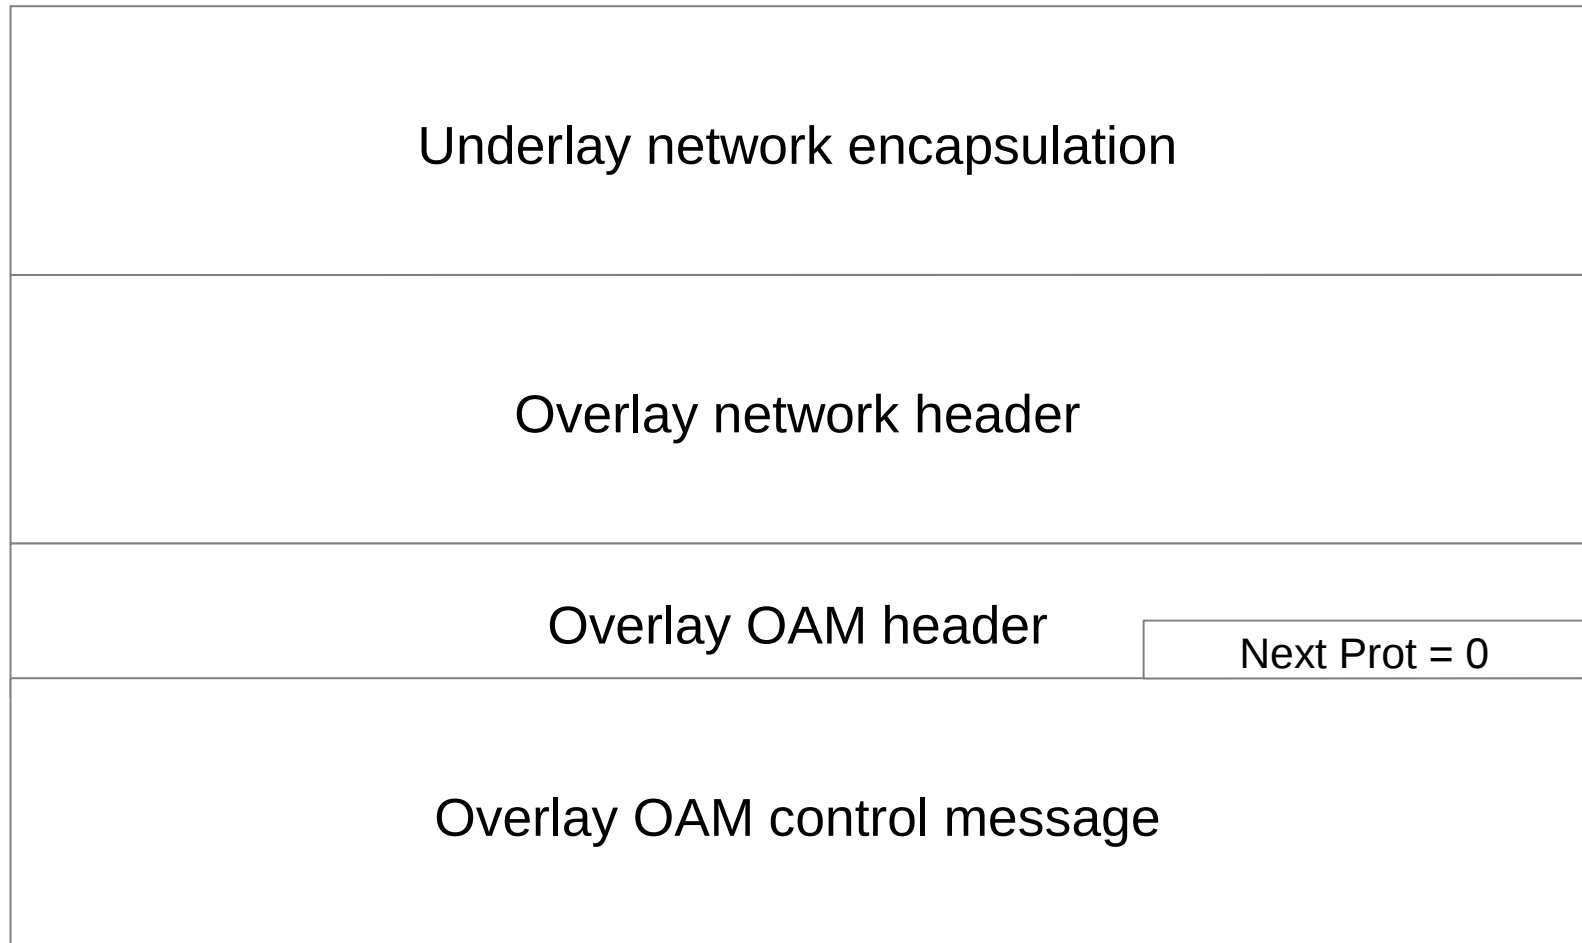 Underlay network encapsulation
Overlay network header
Overlay OAM header
Next Prot = 0
Overlay OAM control message